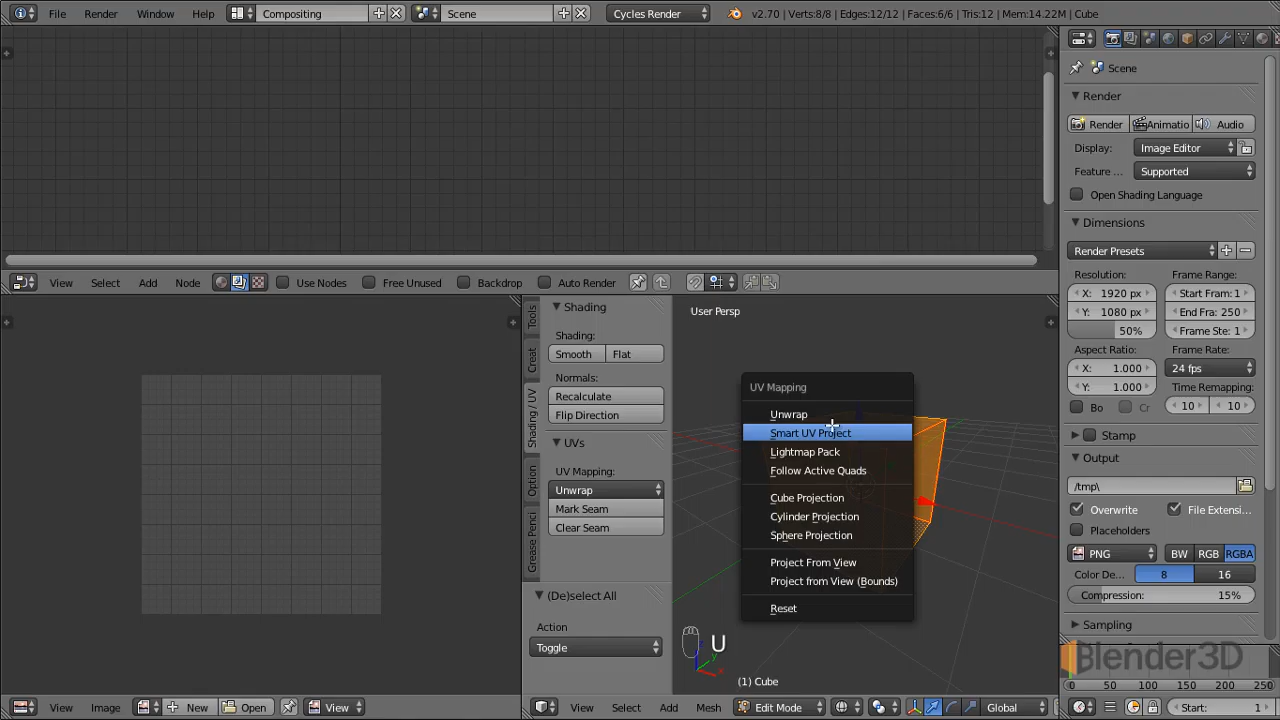 File Render Window Help Compositing Scene Cycles Render v2.70 | Verts:8/8 | Edges:12/12 | Faces:6/6 | Tris:12 | Mem:14.22M | Cube
Scene
Render
Render Animatio Audio
Display: Image Editor
Feature ... Supported
Open Shading Language
Dimensions
Render Presets
Resolution: Frame Range:
X: 1920 px Start Fram: 1
Y: 1080 px End Fra: 250
50% Frame Ste: 1
Aspect Ratio: Frame Rate:
X: 1.000 24 fps
Y: 1.000 Time Remapping:
Bo Cr 10 10
Stamp
Output
/tmp\
Overwrite File Extensi...
Placeholders
PNG BW RGB RGBA
Color De... 8 16
Compression: 15%
Sampling
View Select Add Node Use Nodes Free Unused Backdrop Auto Render
Tools
Creat
Shading / UV
Option
Grease Penci
Shading
Shading:
Smooth Flat
Normals:
Recalculate
Flip Direction
UVs
UV Mapping:
Unwrap
Mark Seam
Clear Seam
(De)select All
Action
Toggle
User Persp
UV Mapping
Unwrap
Smart UV Project
Lightmap Pack
Follow Active Quads
Cube Projection
Cylinder Projection
Sphere Projection
Project From View
Project from View (Bounds)
Reset
U
z
y
x
(1) Cube
Blender3D
0 50 100 150 200 250
View Image New Open View
View Select Add Mesh Edit Mode Global
Start: 1